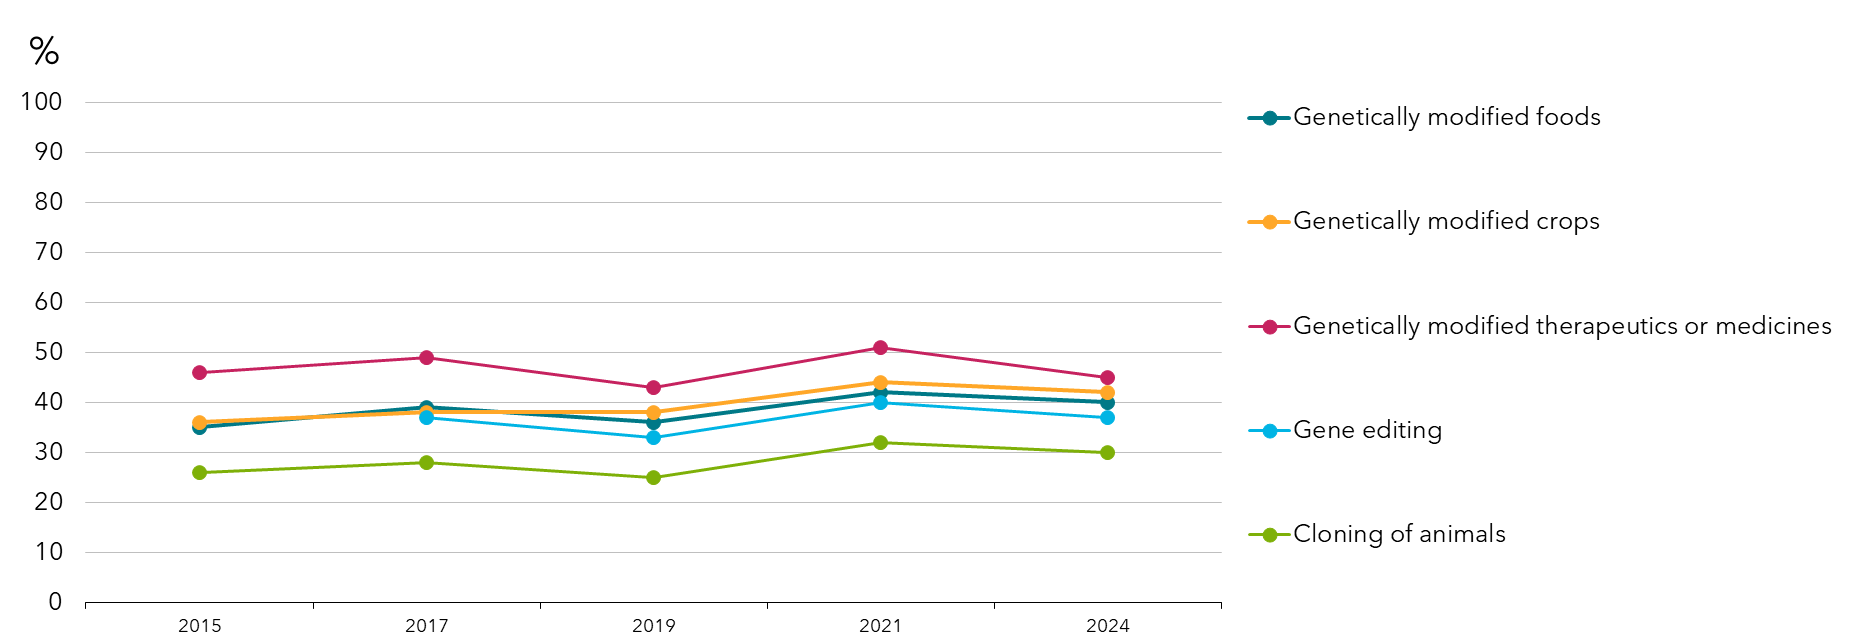 %
100
90
80
70
60
50
40
30
20
10
0
2015 2017 2019 2021 2024
Genetically modified foods
Genetically modified crops
Genetically modified therapeutics or medicines
Gene editing
Cloning of animals